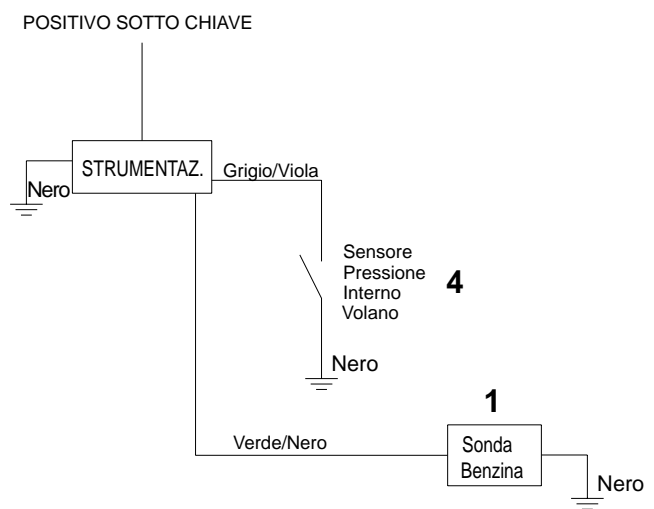 POSITIVO SOTTO CHIAVE
STRUMENTAZ.
Grigio/Viola
Nero
Sensore
Pressione
Interno
Volano
4
Nero
1
Verde/Nero
Sonda
Benzina
Nero